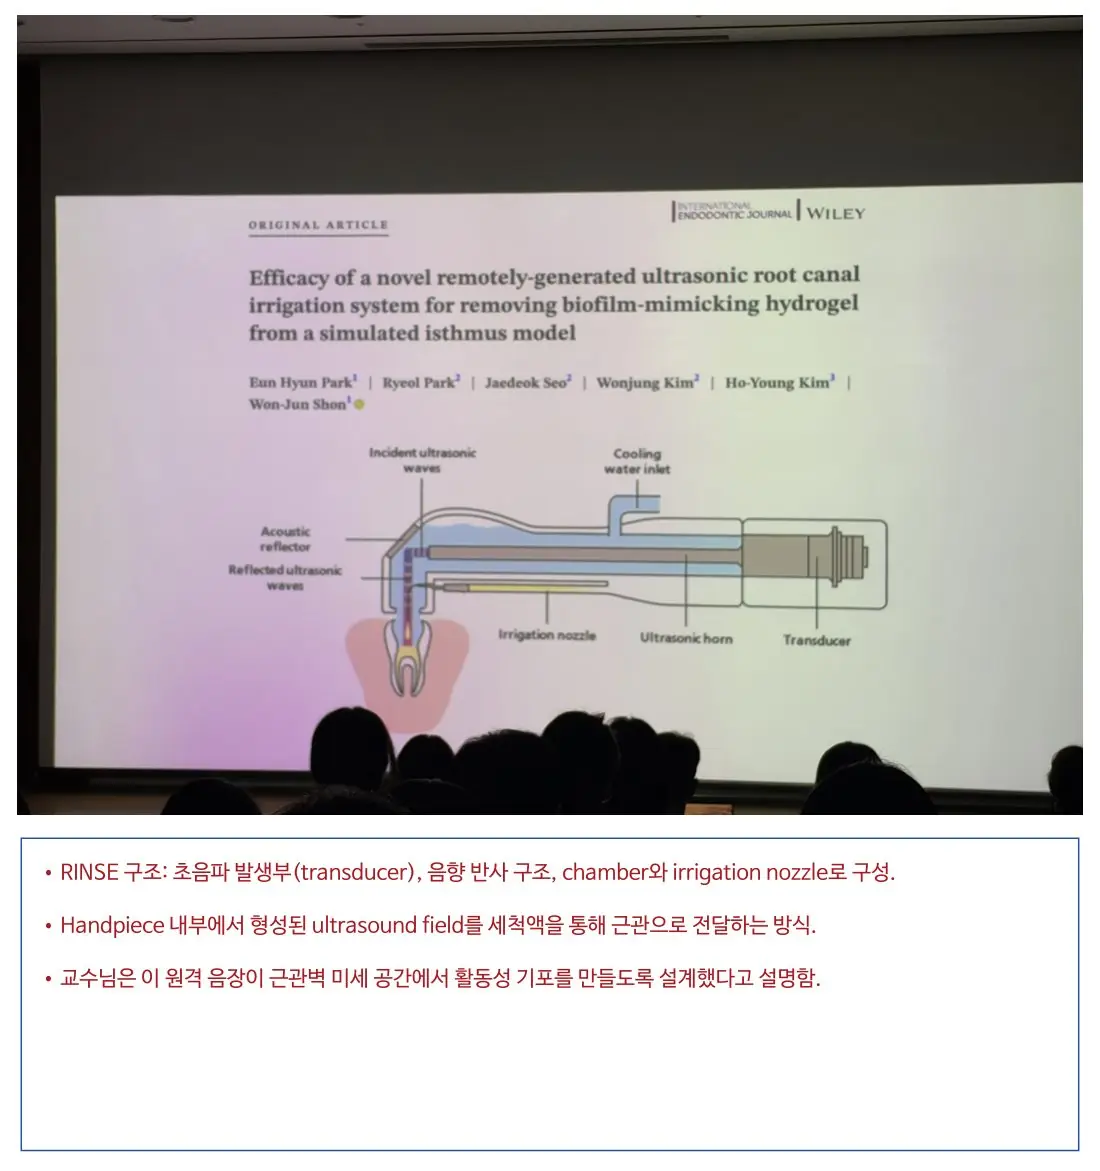 ORIGINAL ARTICLE
INTERNATIONAL
ENDODONTIC JOURNAL
WILEY
Efficacy of a novel remotely-generated ultrasonic root canal
irrigation system for removing biofilm-mimicking hydrogel
from a simulated isthmus model
Eun Hyun Park¹ | Ryeol Park² | Jaedeok Seo² | Wonjung Kim² | Ho-Young Kim³ |
Won-Jun Shon¹
Incident ultrasonic
waves
Cooling
water inlet
Acoustic
reflector
Reflected ultrasonic
waves
Irrigation nozzle
Ultrasonic horn
Transducer
• RINSE 구조: 초음파 발생부(transducer), 음향 반사 구조, chamber와 irrigation nozzle로 구성.
• Handpiece 내부에서 형성된 ultrasound field를 세척액을 통해 근관으로 전달하는 방식.
• 교수님은 이 원격 음장이 근관벽 미세 공간에서 활동성 기포를 만들도록 설계했다고 설명함.